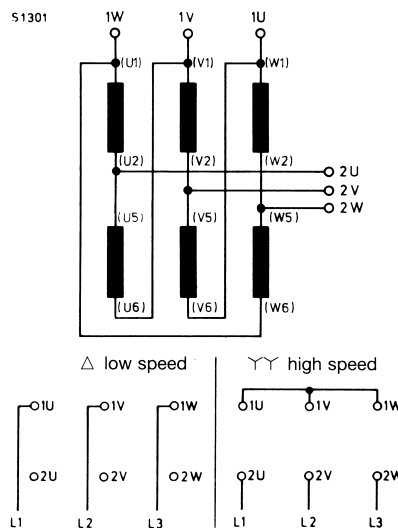 S1301 1W 1V 1U
(U1) (V1) (W1)
(U2) (V2) (W2)
2U
2V
(U5) (V5) (W5) 2W
(U6) (V6) (W6)
△ low speed YY high speed
1U 1V 1W 1U 1V 1W
2U 2V 2W 2U 2V 2W
L1 L2 L3 L1 L2 L3